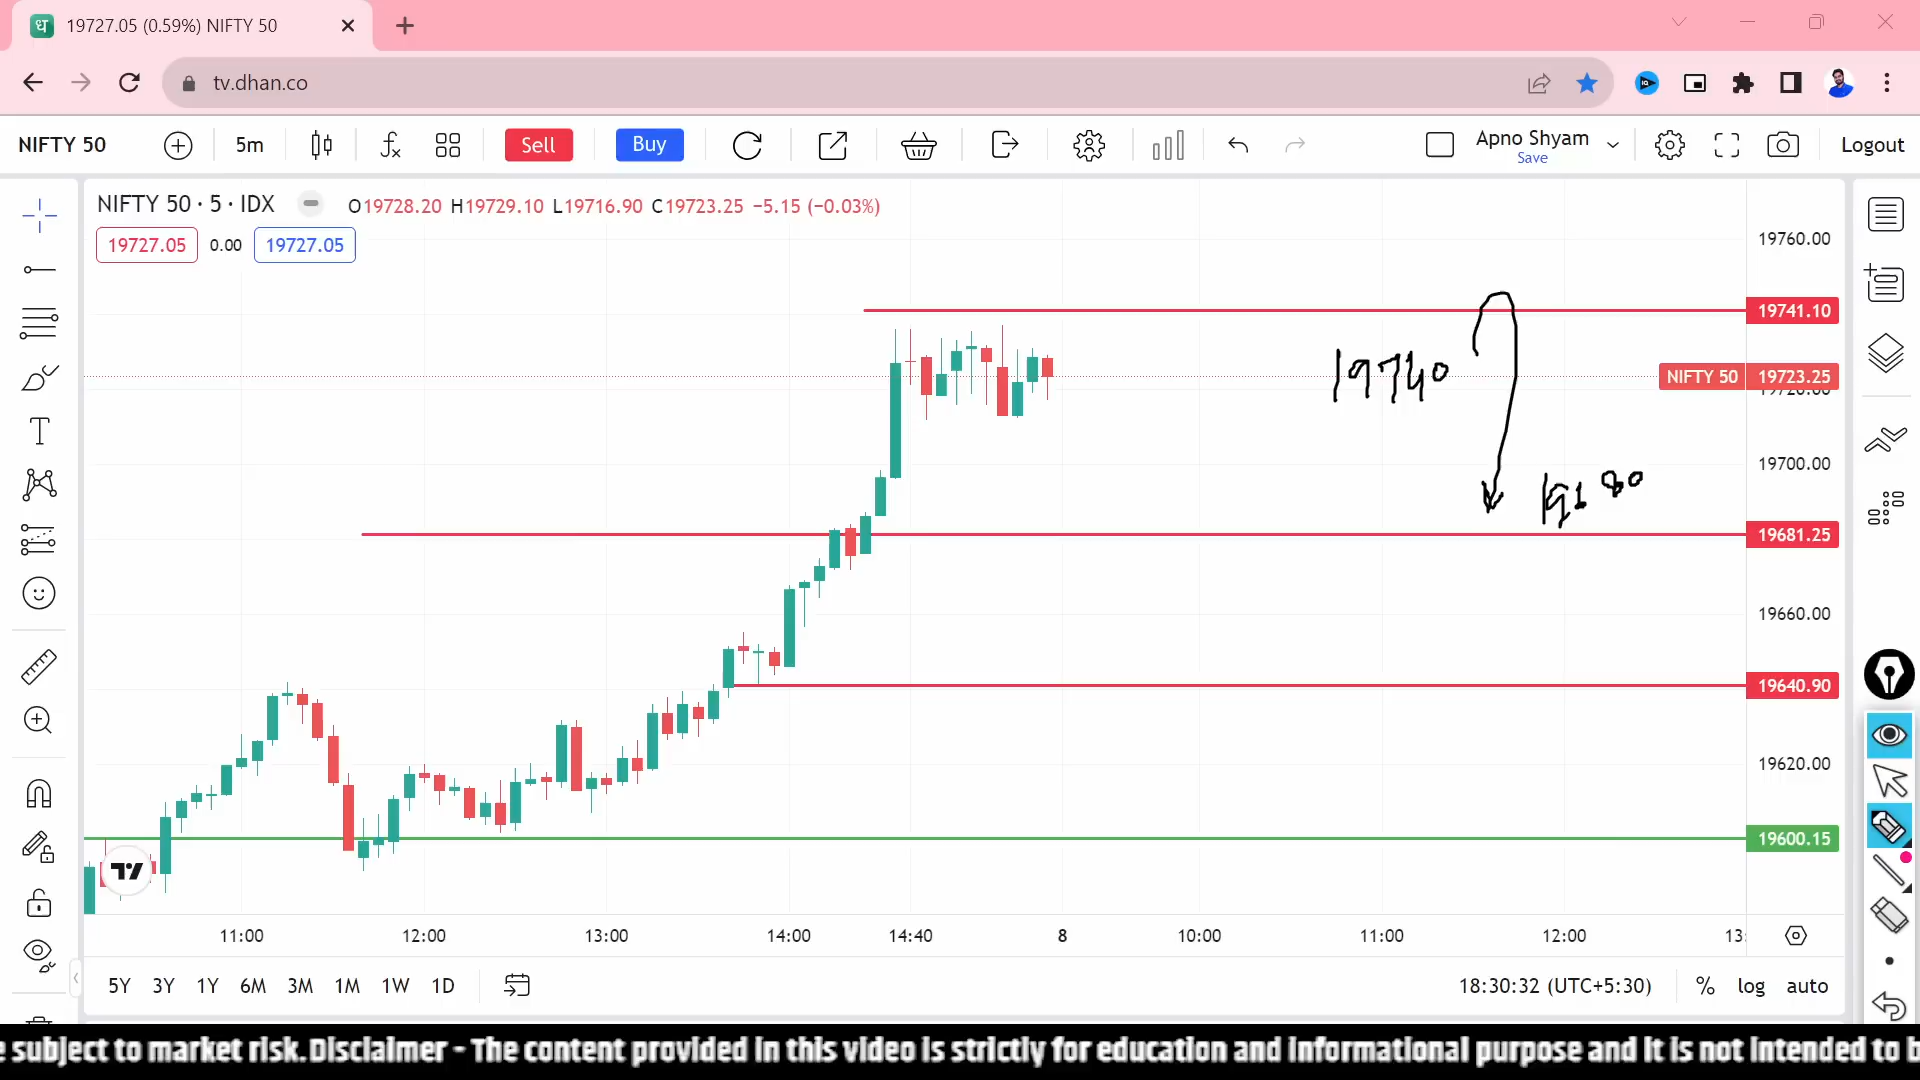 ध 19727.05 (0.59%) NIFTY 50
tv.dhan.co
NIFTY 50 5m Sell Buy Apno Shyam Save Logout
NIFTY 50 · 5 · IDX O19728.20 H19729.10 L19716.90 C19723.25 −5.15 (−0.03%)
19727.05 0.00 19727.05
19760.00
19741.10
19740
NIFTY 50 19723.25
19720.00
19700.00
19681.25
19660.00
19640.90
19620.00
19600.15
11:00 12:00 13:00 14:00 14:40 8 10:00 11:00 12:00 13:
5Y 3Y 1Y 6M 3M 1M 1W 1D 18:30:32 (UTC+5:30) % log auto
e subject to market risk.Disclaimer - The content provided in this video is strictly for education and informational purpose and it is not intended to b